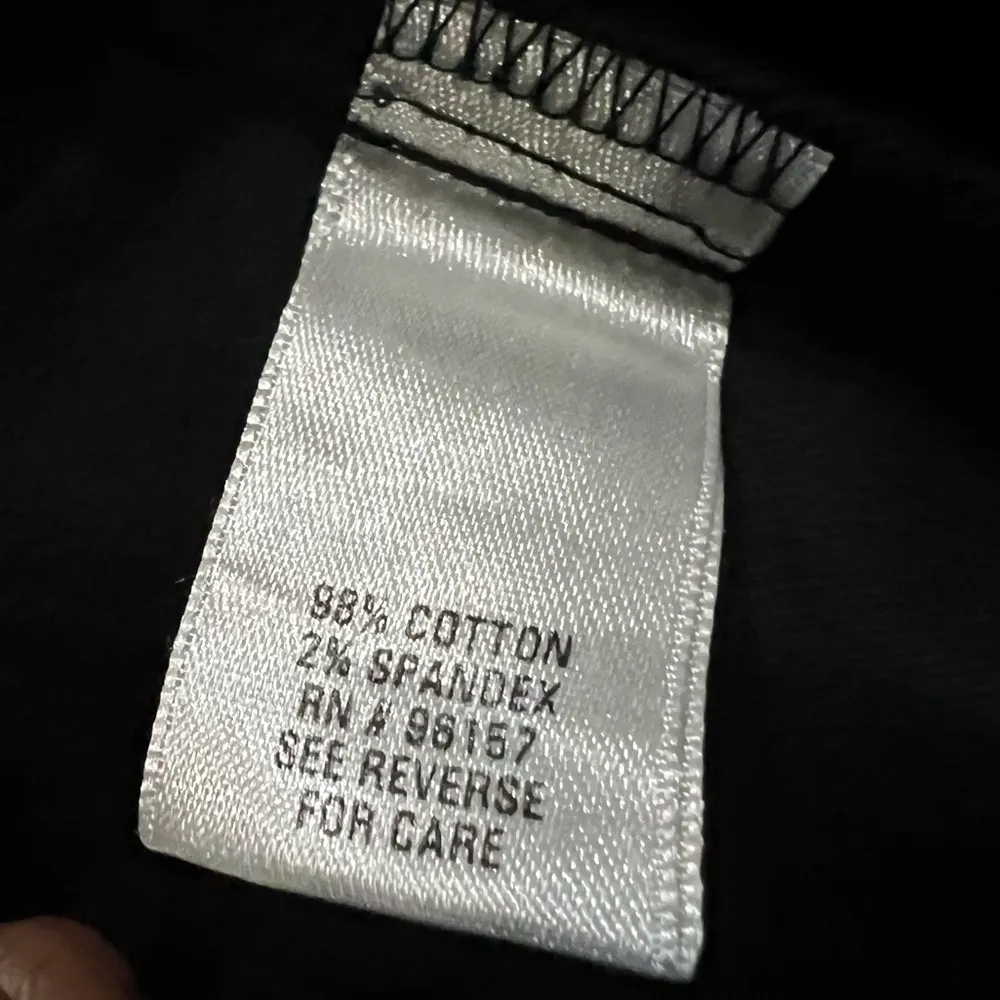 98% COTTON
2% SPANDEX
RN # 96157
SEE REVERSE
FOR CARE